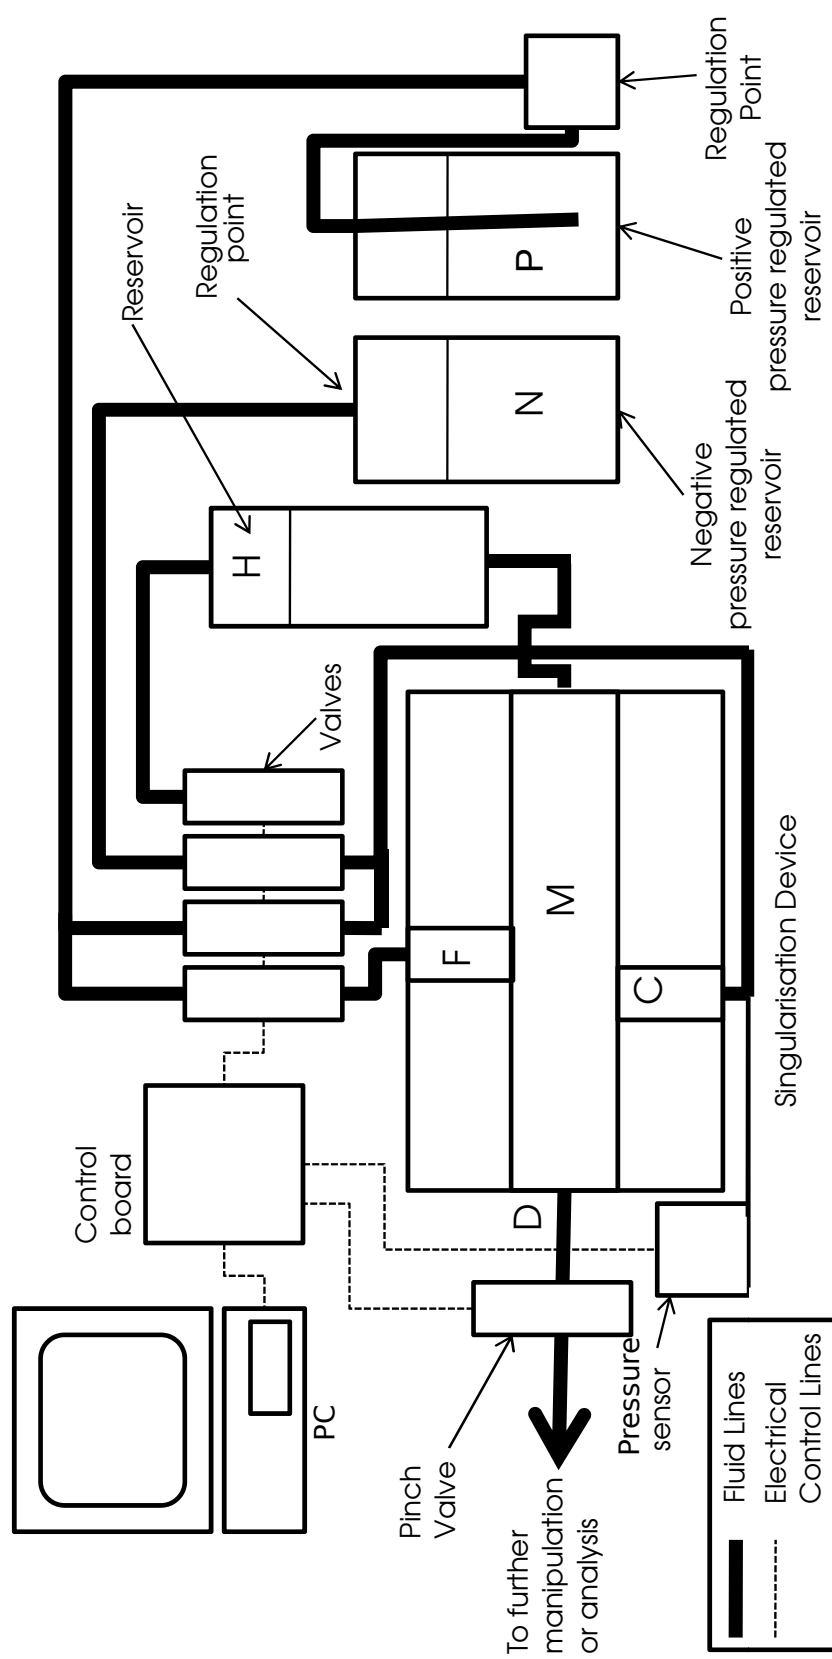 PC
Control
board
Valves
Reservoir
Regulation
point
H
N
P
Regulation
Point
Positive
pressure regulated
reservoir
Negative
pressure regulated
reservoir
F
M
C
D
Singularisation Device
Pinch
Valve
Pressure
sensor
To further
manipulation
or analysis
Fluid Lines
Electrical
Control Lines